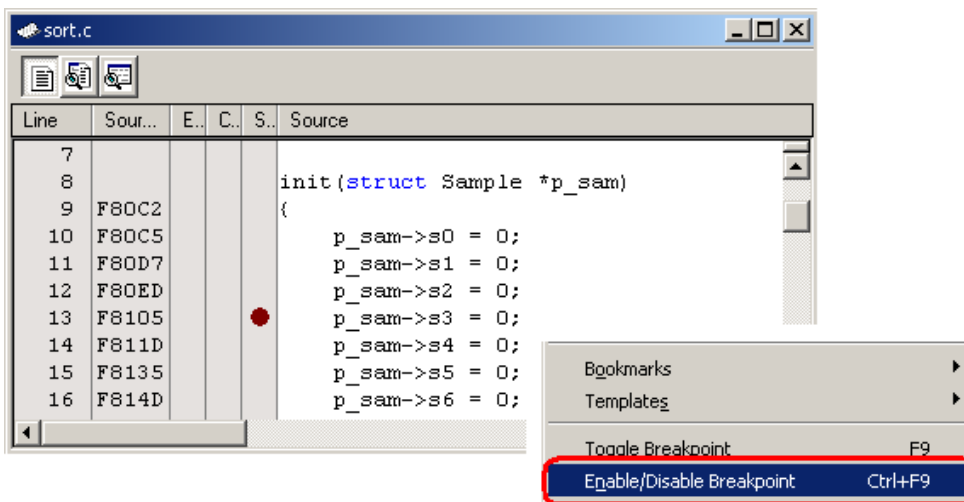 sort.c
Line Sour... E.. C.. S.. Source
7
8 init(struct Sample *p_sam)
9 F80C2 {
10 F80C5 p_sam->s0 = 0;
11 F80D7 p_sam->s1 = 0;
12 F80ED p_sam->s2 = 0;
13 F8105 p_sam->s3 = 0;
14 F811D p_sam->s4 = 0;
15 F8135 p_sam->s5 = 0;
16 F814D p_sam->s6 = 0;
Bookmarks
Templates
Toggle Breakpoint F9
Enable/Disable Breakpoint Ctrl+F9